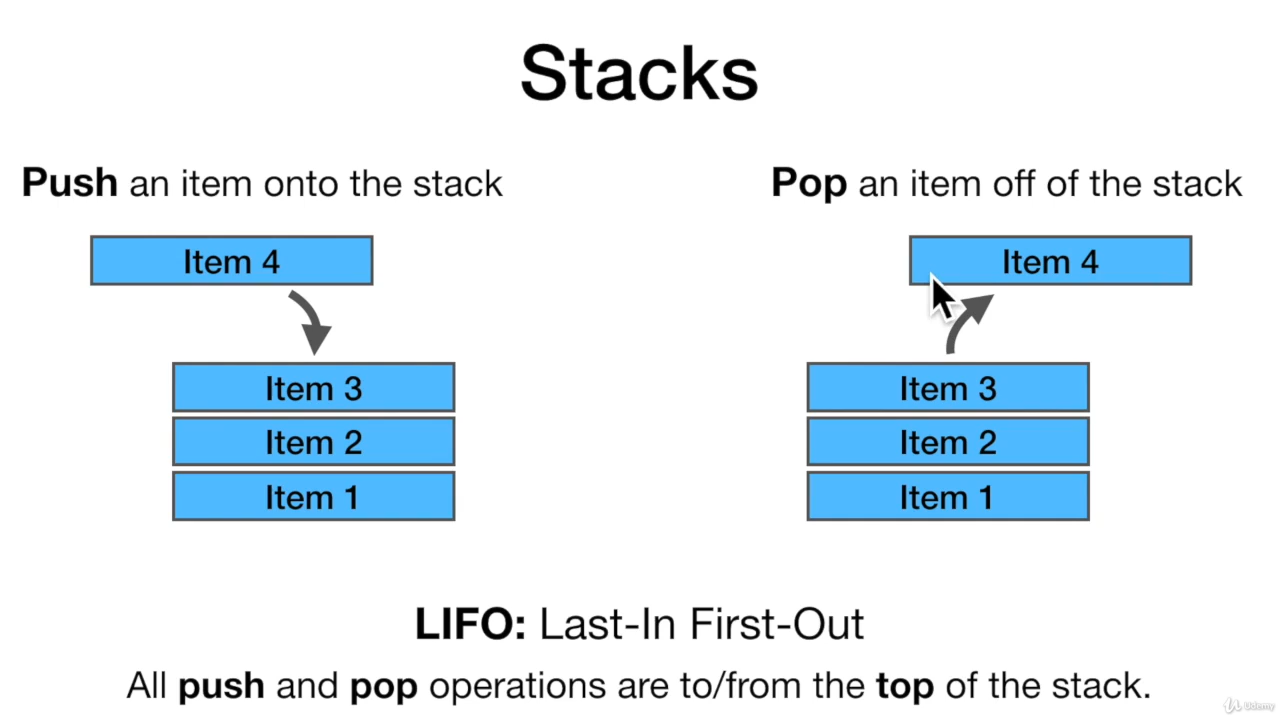 Stacks
Push an item onto the stack
Item 4
Item 3
Item 2
Item 1
Pop an item off of the stack
Item 4
Item 3
Item 2
Item 1
LIFO: Last-In First-Out
All push and pop operations are to/from the top of the stack.
Udemy